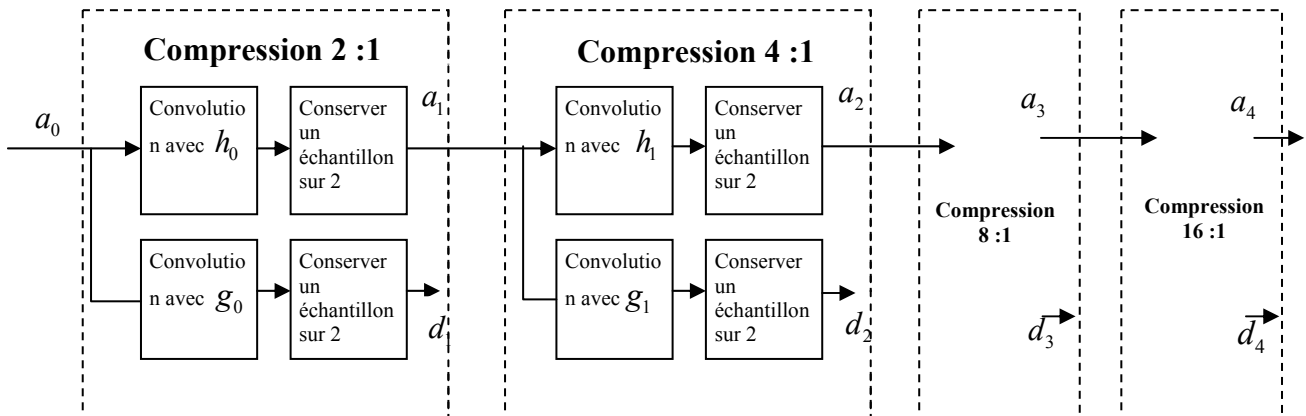 Compression 2 :1
a₀
Convolutio
n avec h₀
Conserver
un
échantillon
sur 2
a₁
Convolutio
n avec g₀
Conserver
un
échantillon
sur 2
d₁
Compression 4 :1
Convolutio
n avec h₁
Conserver
un
échantillon
sur 2
a₂
Convolutio
n avec g₁
Conserver
un
échantillon
sur 2
d₂
a₃
Compression
8 :1
d₃
a₄
Compression
16 :1
d₄